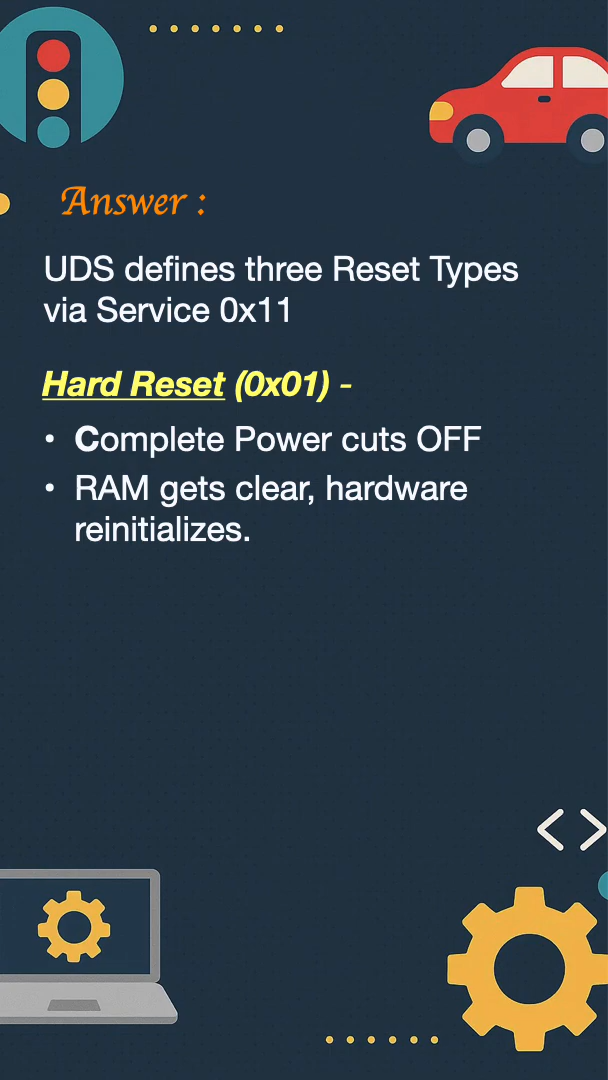 Answer :
UDS defines three Reset Types
via Service 0x11
Hard Reset (0x01) -
• Complete Power cuts OFF
• RAM gets clear, hardware
reinitializes.
< >